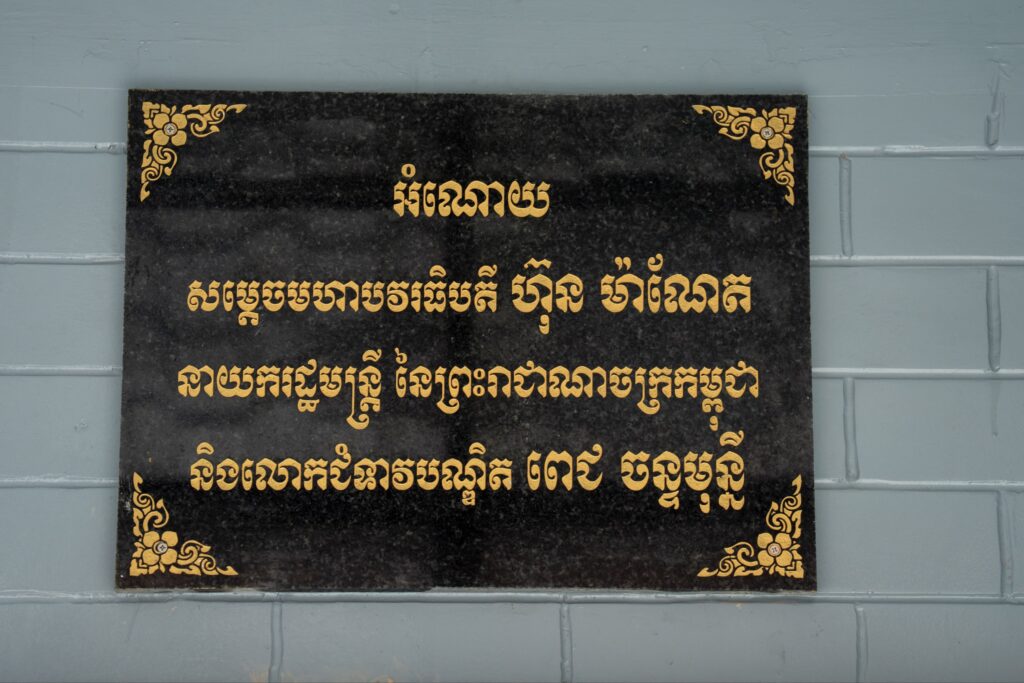 អំណោយ
សម្តេចមហាបវរធិបតី ហ៊ុន ម៉ាណែត
នាយករដ្ឋមន្ត្រី នៃព្រះរាជាណាចក្រកម្ពុជា
និងលោកជំទាវបណ្ឌិត ពេជ ចន្ទមុន្នី